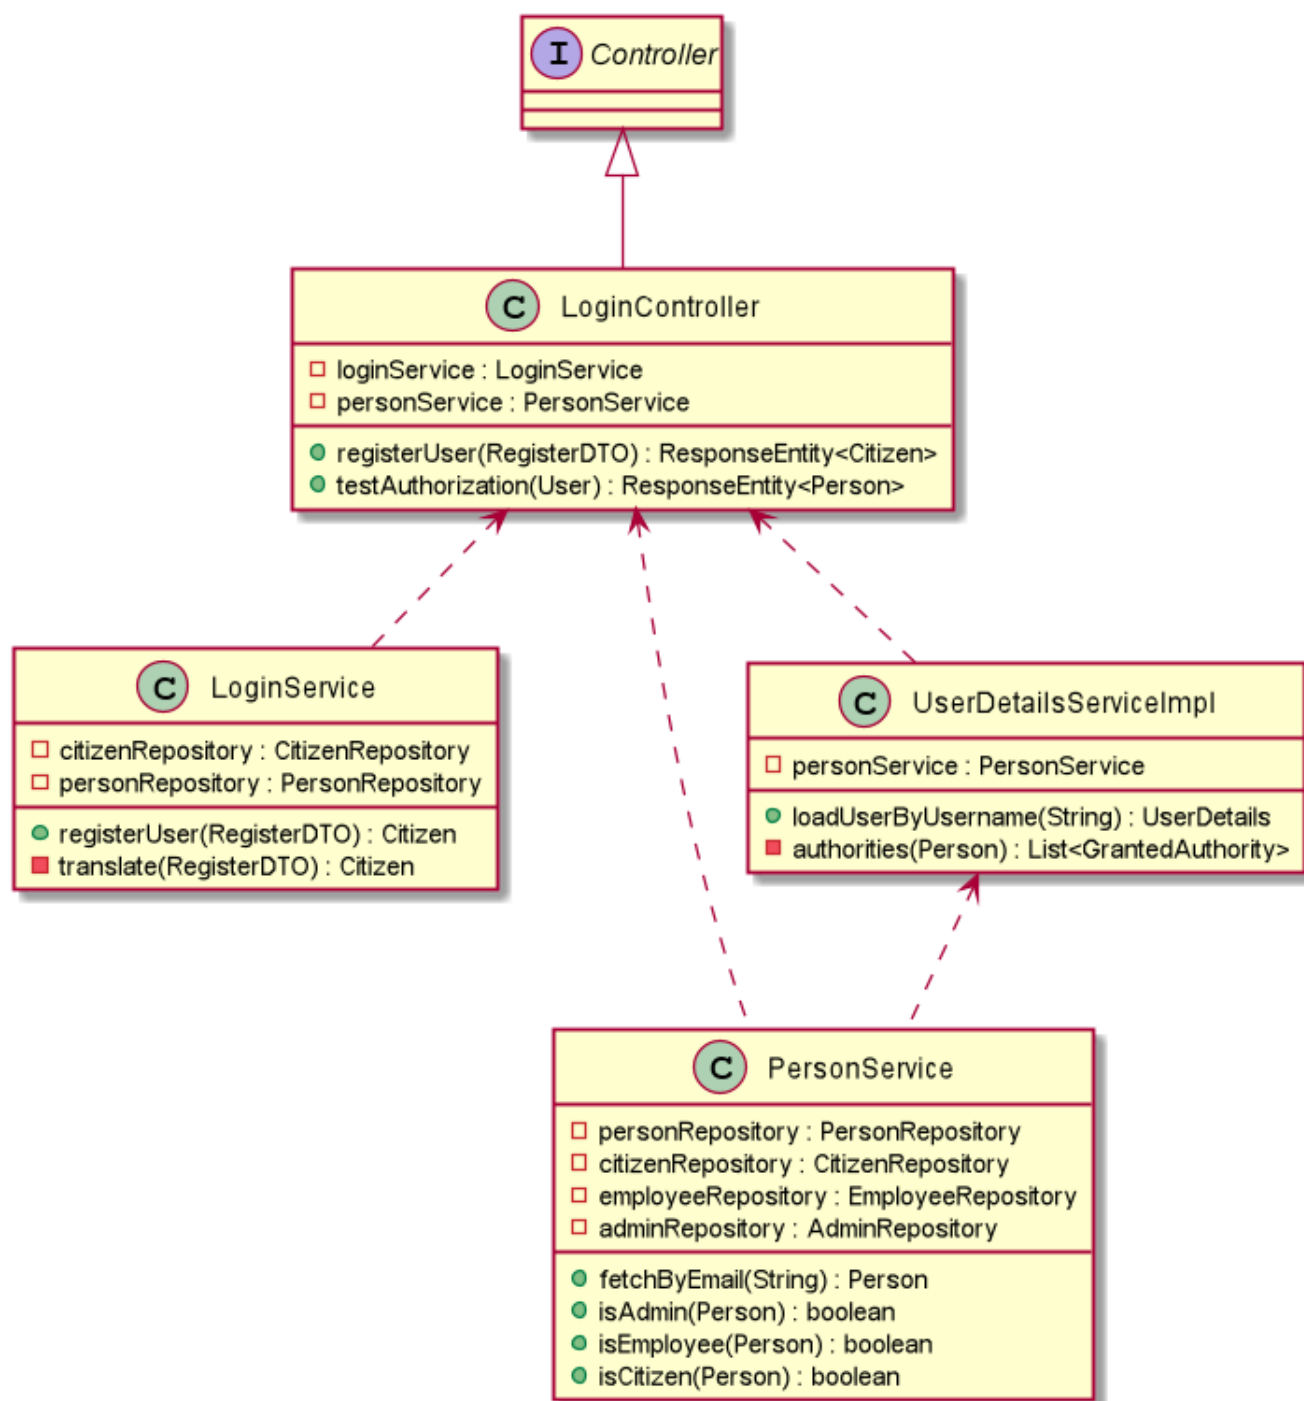 I Controller
C LoginController
loginService : LoginService
personService : PersonService
registerUser(RegisterDTO) : ResponseEntity<Citizen>
testAuthorization(User) : ResponseEntity<Person>
C LoginService
citizenRepository : CitizenRepository
personRepository : PersonRepository
registerUser(RegisterDTO) : Citizen
translate(RegisterDTO) : Citizen
C UserDetailsServiceImpl
personService : PersonService
loadUserByUsername(String) : UserDetails
authorities(Person) : List<GrantedAuthority>
C PersonService
personRepository : PersonRepository
citizenRepository : CitizenRepository
employeeRepository : EmployeeRepository
adminRepository : AdminRepository
fetchByEmail(String) : Person
isAdmin(Person) : boolean
isEmployee(Person) : boolean
isCitizen(Person) : boolean